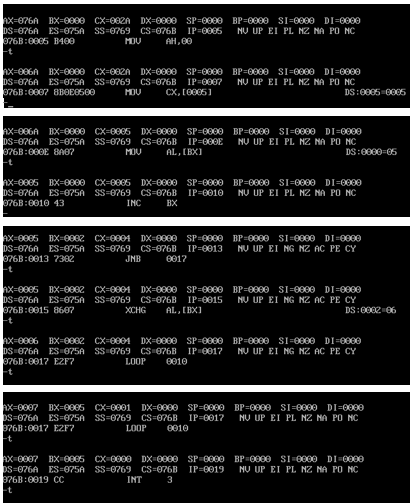 AX=076A  BX=0000  CX=002A  DX=0000  SP=0000  BP=0000  SI=0000  DI=0000
DS=076A  ES=075A  SS=0769  CS=076B  IP=0005   NV UP EI PL NZ NA PO NC
076B:0005 B400          MOV     AH,00
-t
AX=006A  BX=0000  CX=002A  DX=0000  SP=0000  BP=0000  SI=0000  DI=0000
DS=076A  ES=075A  SS=0769  CS=076B  IP=0007   NV UP EI PL NZ NA PO NC
076B:0007 8B0E0500      MOV     CX,[0005]                          DS:0005=0005
-_
AX=006A  BX=0000  CX=0005  DX=0000  SP=0000  BP=0000  SI=0000  DI=0000
DS=076A  ES=075A  SS=0769  CS=076B  IP=000E   NV UP EI PL NZ NA PO NC
076B:000E 8A07          MOV     AL,[BX]                            DS:0000=05
-t
AX=0005  BX=0000  CX=0005  DX=0000  SP=0000  BP=0000  SI=0000  DI=0000
DS=076A  ES=075A  SS=0769  CS=076B  IP=0010   NV UP EI PL NZ NA PO NC
076B:0010 43            INC     BX
-
AX=0005  BX=0002  CX=0004  DX=0000  SP=0000  BP=0000  SI=0000  DI=0000
DS=076A  ES=075A  SS=0769  CS=076B  IP=0013   NV UP EI NG NZ AC PE CY
076B:0013 7302          JNB     0017
-t
AX=0005  BX=0002  CX=0004  DX=0000  SP=0000  BP=0000  SI=0000  DI=0000
DS=076A  ES=075A  SS=0769  CS=076B  IP=0015   NV UP EI NG NZ AC PE CY
076B:0015 8607          XCHG    AL,[BX]                            DS:0002=06
-t
AX=0006  BX=0002  CX=0004  DX=0000  SP=0000  BP=0000  SI=0000  DI=0000
DS=076A  ES=075A  SS=0769  CS=076B  IP=0017   NV UP EI NG NZ AC PE CY
076B:0017 E2F7          LOOP    0010
-t
AX=0007  BX=0005  CX=0001  DX=0000  SP=0000  BP=0000  SI=0000  DI=0000
DS=076A  ES=075A  SS=0769  CS=076B  IP=0017   NV UP EI PL NZ NA PO NC
076B:0017 E2F7          LOOP    0010
-t
AX=0007  BX=0005  CX=0000  DX=0000  SP=0000  BP=0000  SI=0000  DI=0000
DS=076A  ES=075A  SS=0769  CS=076B  IP=0019   NV UP EI PL NZ NA PO NC
076B:0019 CC            INT     3
-t